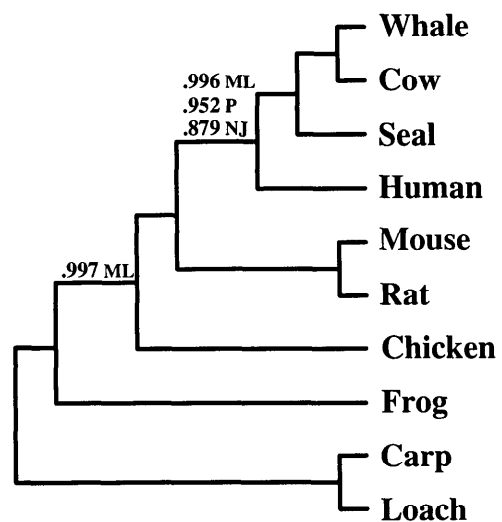 Whale
.996 ML
Cow
.952 P
.879 NJ
Seal
Human
Mouse
.997 ML
Rat
Chicken
Frog
Carp
Loach